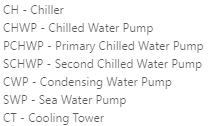 CH - Chiller
CHWP - Chilled Water Pump
PCHWP - Primary Chilled Water Pump
SCHWP - Second Chilled Water Pump
CWP - Condensing Water Pump
SWP - Sea Water Pump
CT - Cooling Tower